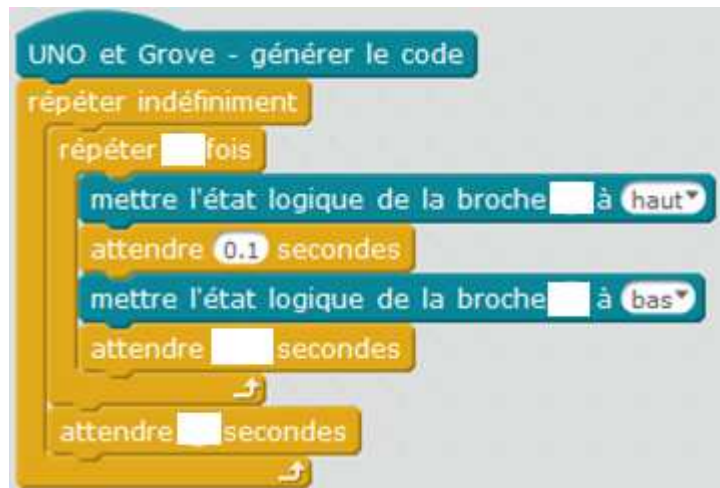 UNO et Grove - générer le code
répéter indéfiniment
répéter fois
mettre l'état logique de la broche à haut
attendre 0.1 secondes
mettre l'état logique de la broche à bas
attendre secondes
attendre secondes